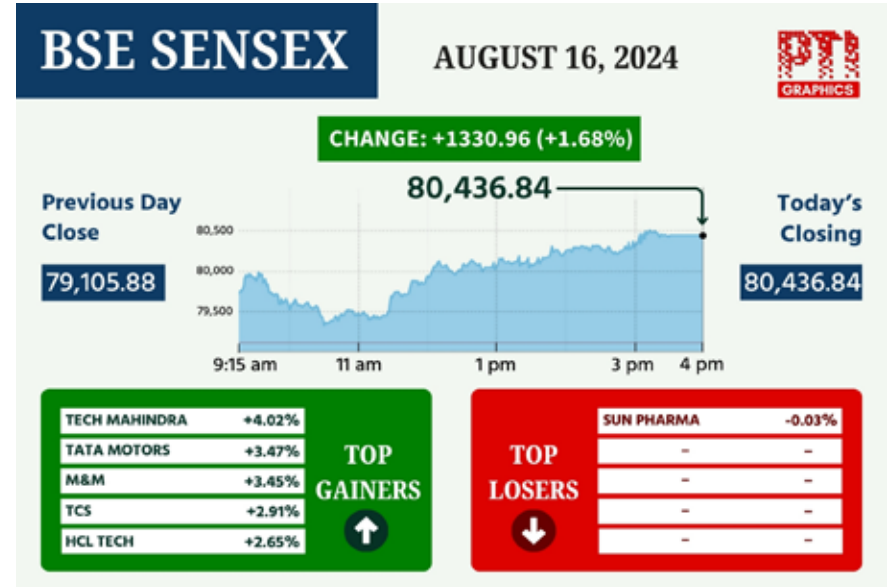 BSE SENSEX
AUGUST 16, 2024
PTI
GRAPHICS
CHANGE: +1330.96 (+1.68%)
80,436.84
Previous Day
Close
79,105.88
Today's
Closing
80,436.84
80,500
80,000
79,500
9:15 am 11 am 1 pm 3 pm 4 pm
TECH MAHINDRA +4.02%
TATA MOTORS +3.47%
M&M +3.45%
TCS +2.91%
HCL TECH +2.65%
TOP
GAINERS
TOP
LOSERS
SUN PHARMA -0.03%
– –
– –
– –
– –